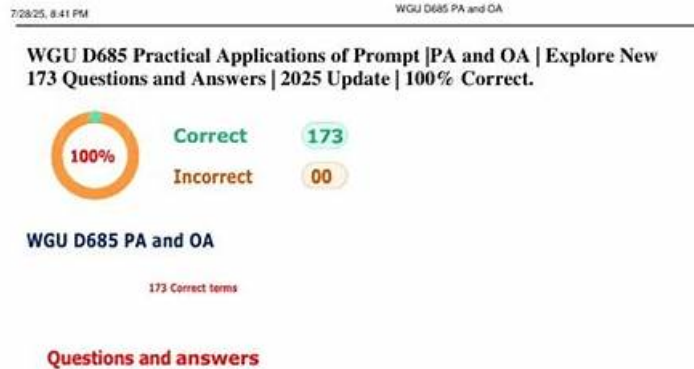 7/28/25, 8:41 PM
WGU D685 PA and OA
WGU D685 Practical Applications of Prompt |PA and OA | Explore New
173 Questions and Answers | 2025 Update | 100% Correct.
100%
Correct 173
Incorrect 00
WGU D685 PA and OA
173 Correct terms
Questions and answers